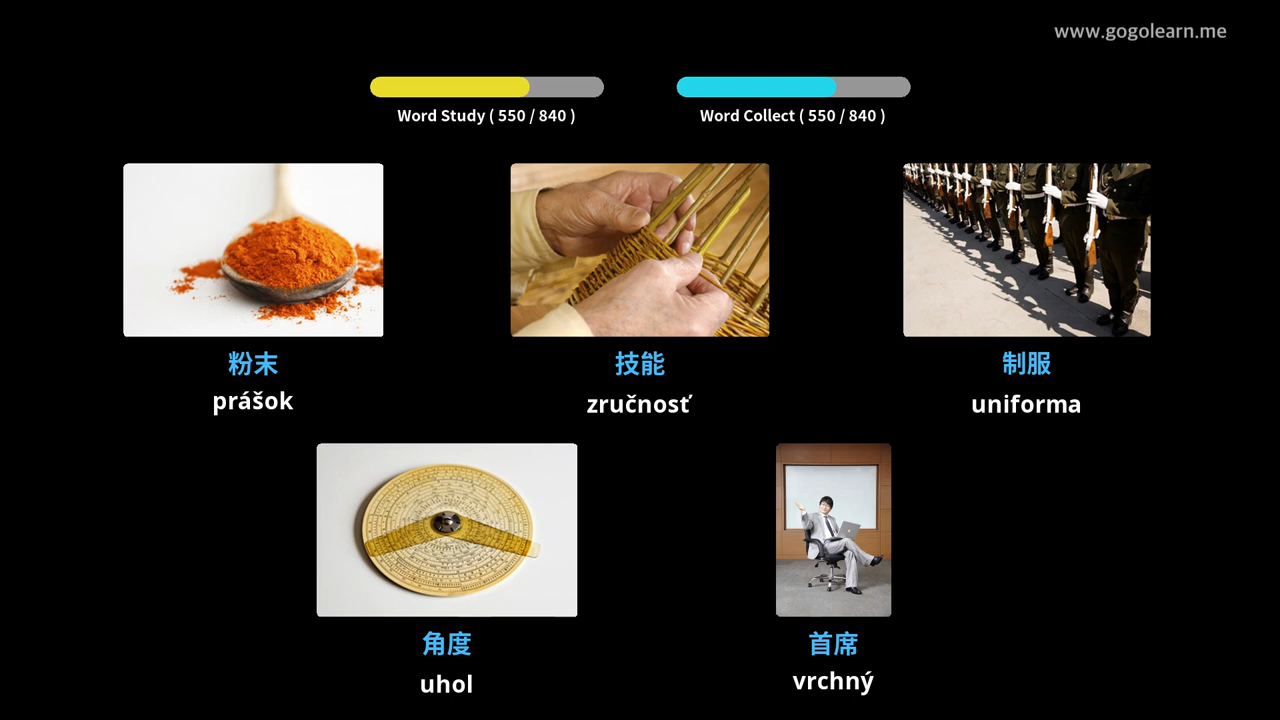 www.gogolearn.me
Word Study ( 550 / 840 )
Word Collect ( 550 / 840 )
粉末
prášok
技能
zručnosť
制服
uniforma
角度
uhol
首席
vrchný